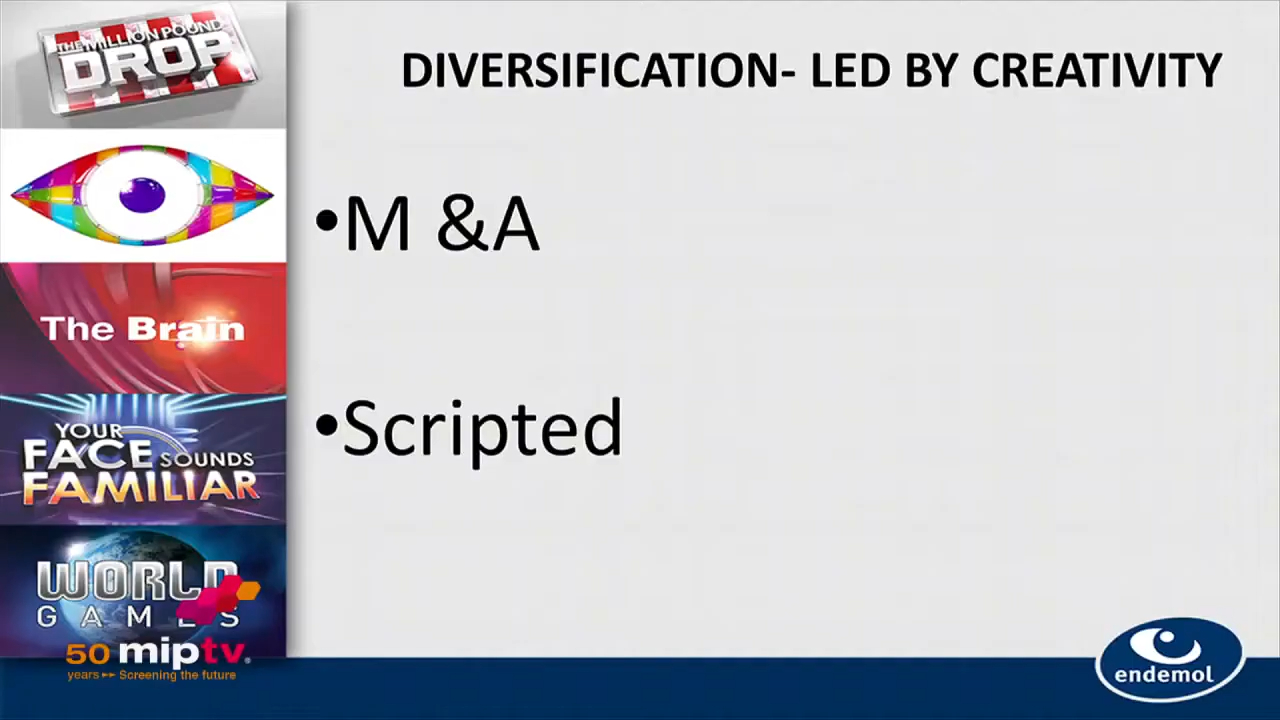 THE MILLION POUND
DROP
DIVERSIFICATION- LED BY CREATIVITY
•M &A
The Brain
YOUR
FACE SOUNDS
FAMILIAR
•Scripted
WORLD
GAMES
50 miptv®
years ►► Screening the future
endemol